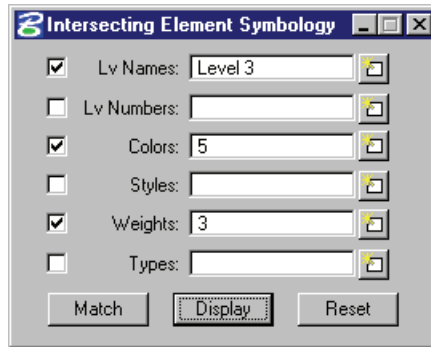 Intersecting Element Symbology
Lv Names: Level 3
Lv Numbers:
Colors: 5
Styles:
Weights: 3
Types:
Match Display Reset